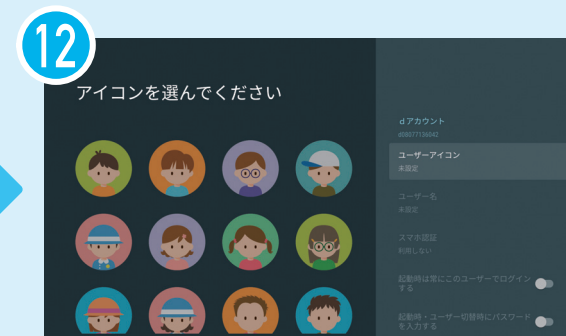 12
アイコンを選んでください
dアカウント
d88877136042
ユーザーアイコン
未設定
ユーザー名
未設定
スマホ認証
利用しない
起動時は常にこのユーザーでログイン
する
起動時・ユーザー切替時にパスワード
を入力する